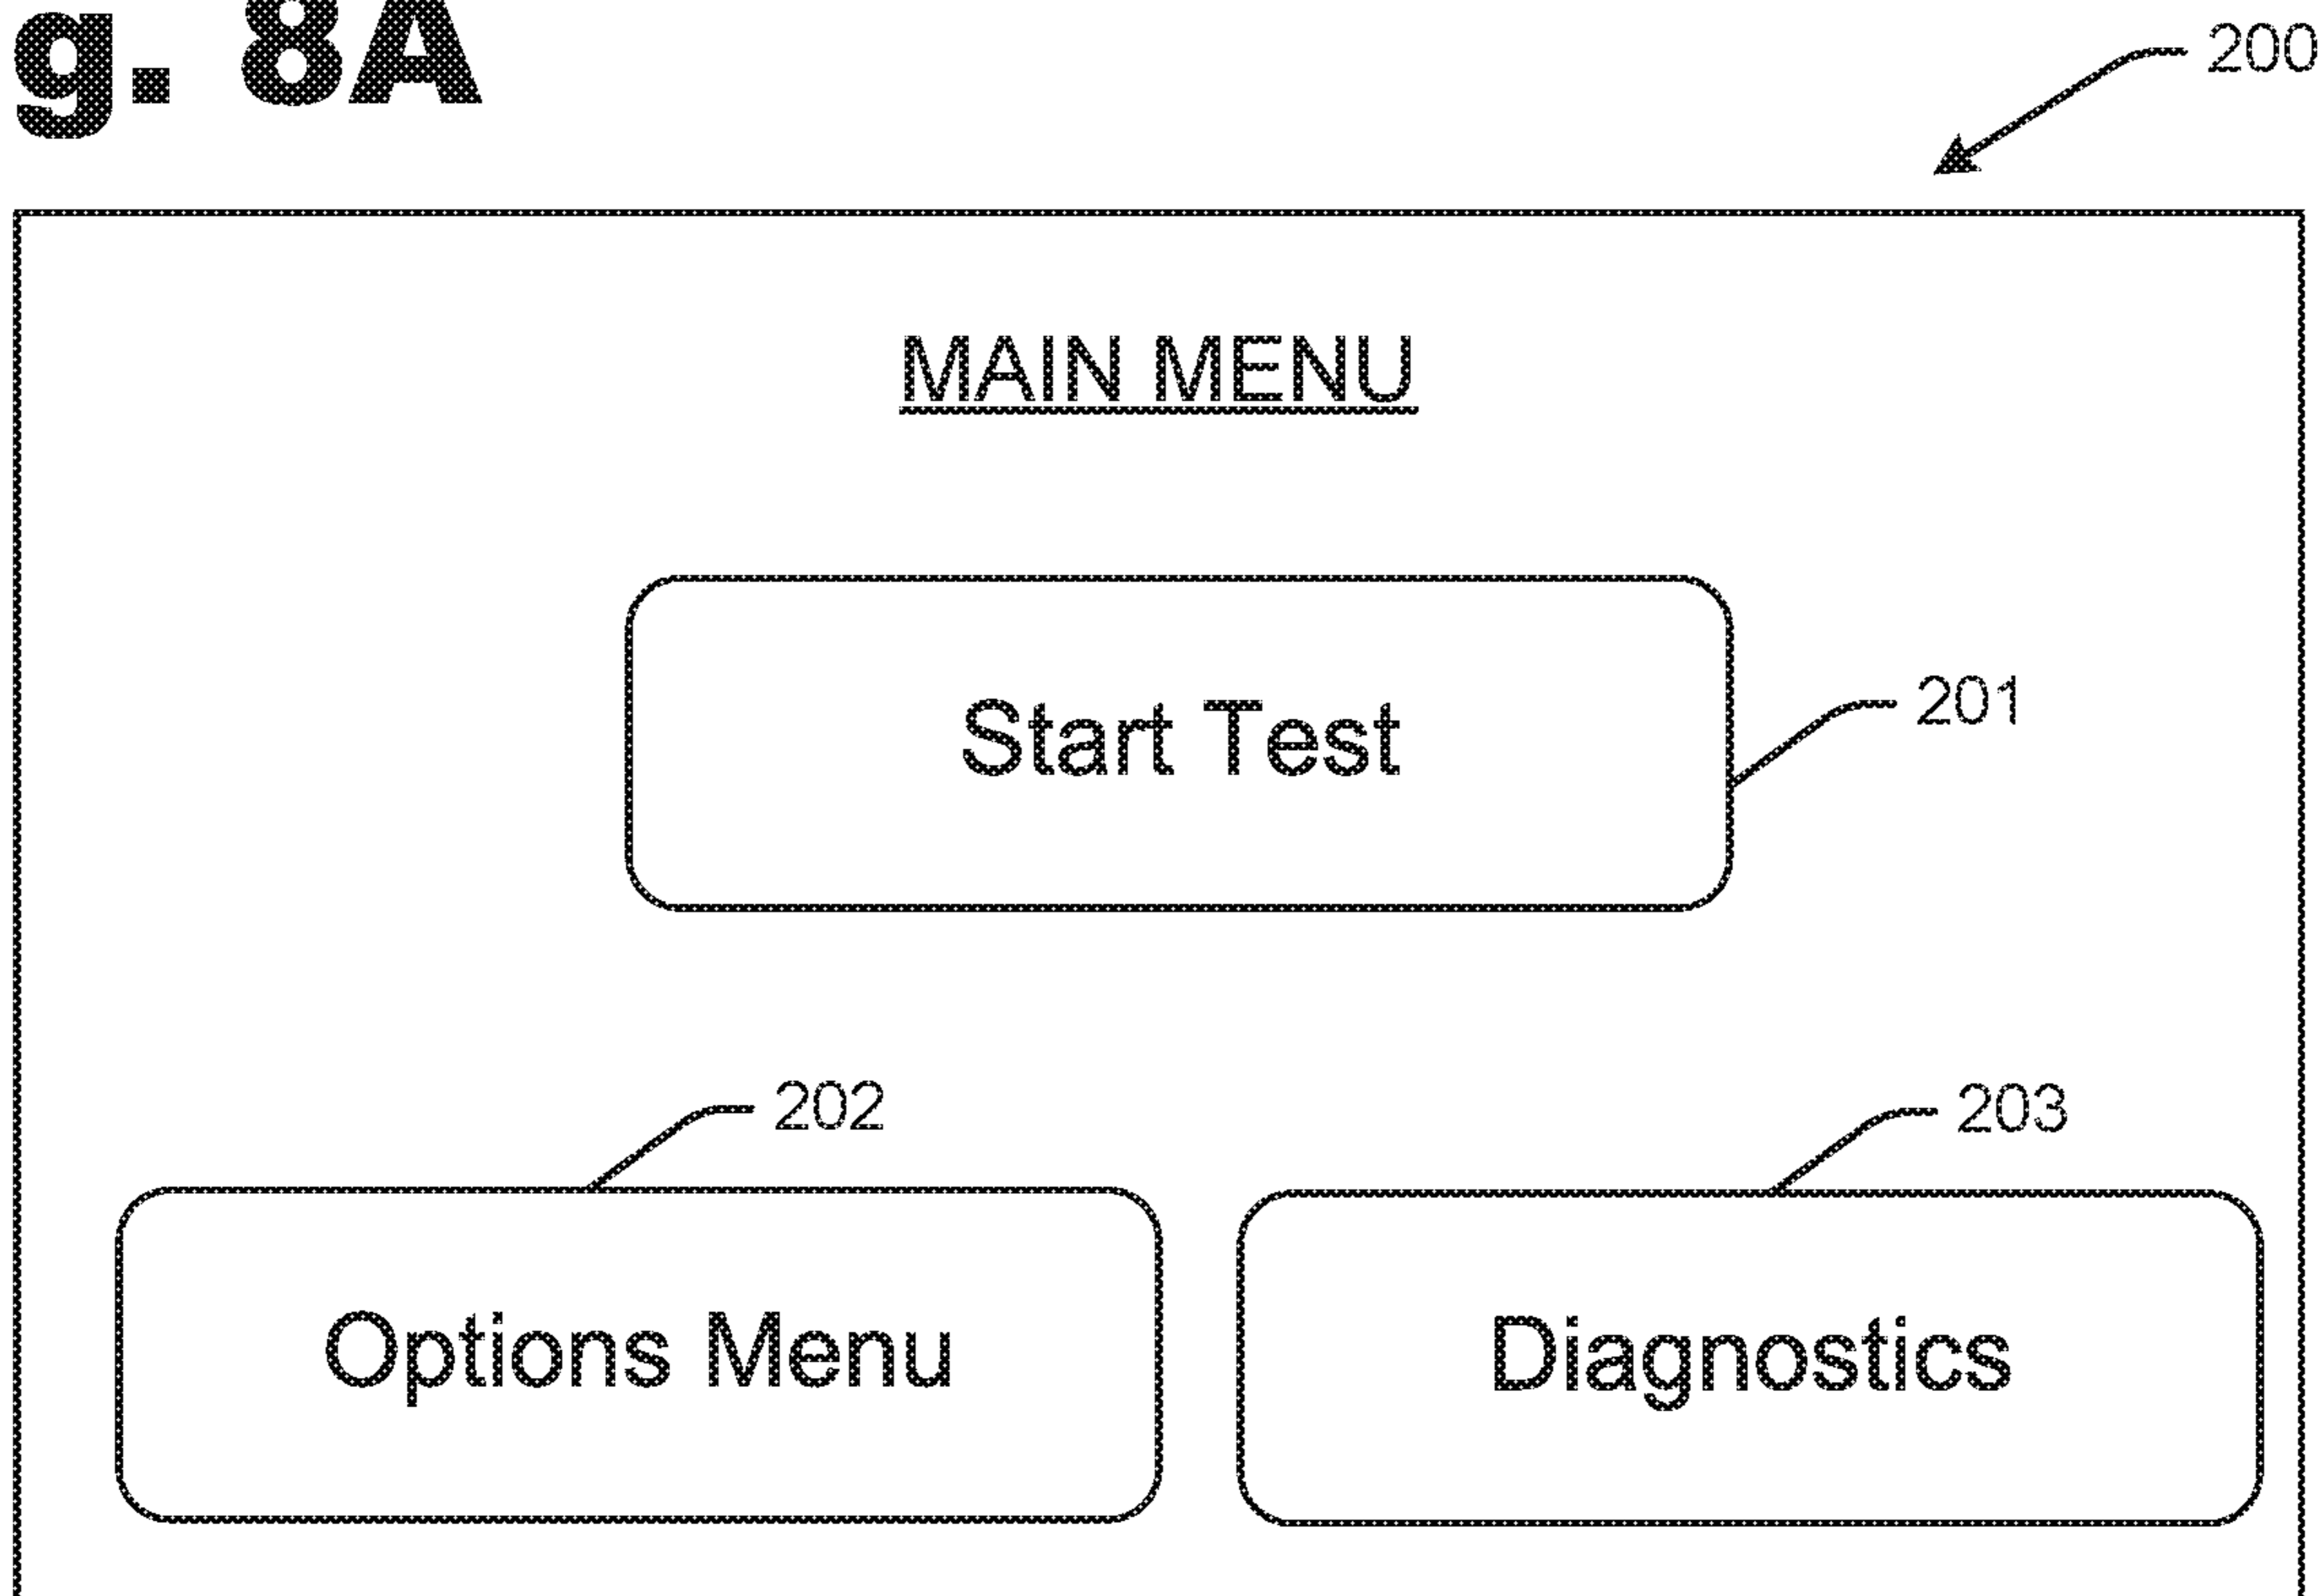 g. 8A
200
MAIN MENU
Start Test
201
202
203
Options Menu
Diagnostics